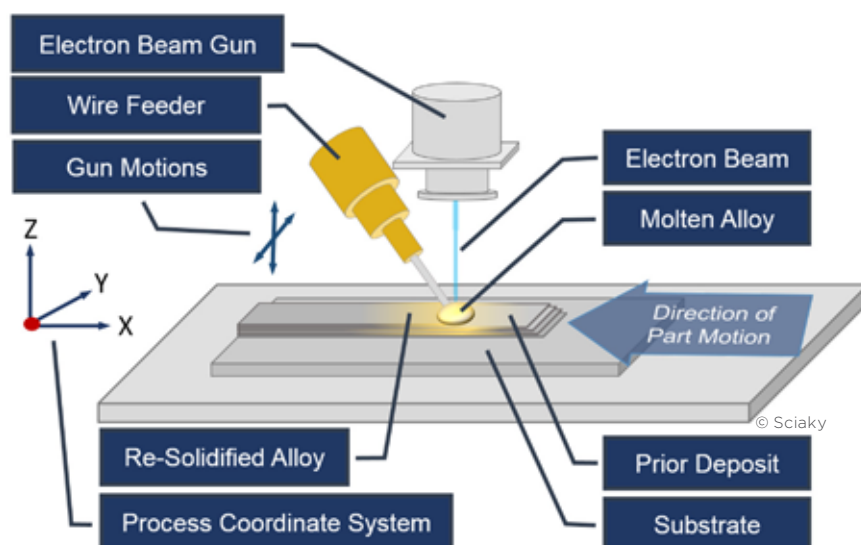 Electron Beam Gun
Wire Feeder
Gun Motions
Electron Beam
Molten Alloy
Z
Y
X
Direction of
Part Motion
© Sciaky
Re-Solidified Alloy
Prior Deposit
Process Coordinate System
Substrate